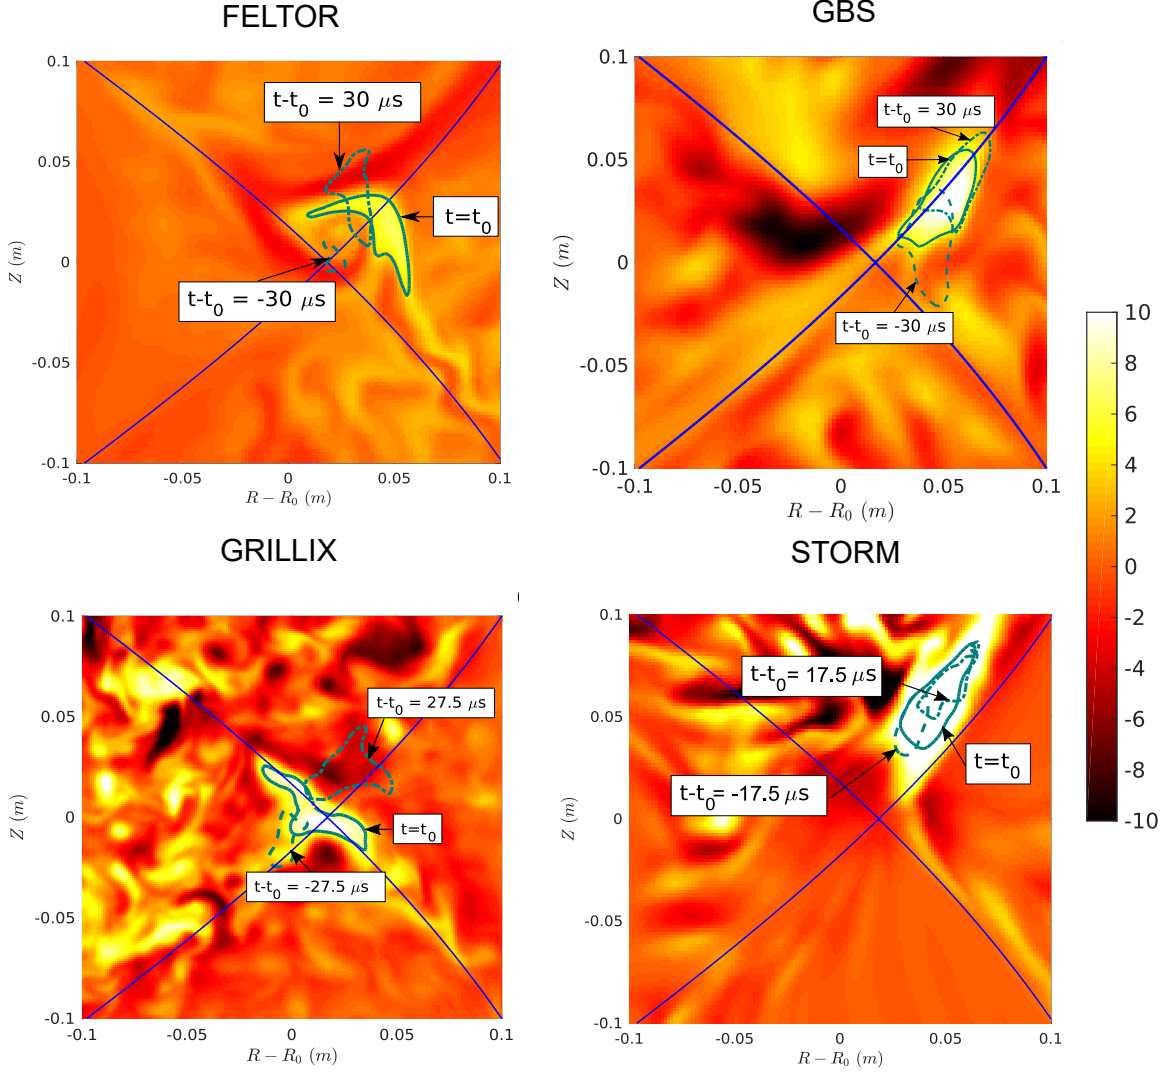 FELTOR
GBS
0.1
0.05
0
-0.05
-0.1
Z (m)
t-t0 = 30 μs
t=t0
t-t0 = -30 μs
-0.1
-0.05
0
0.05
0.1
R − R0 (m)
0.1
0.05
0
-0.05
-0.1
Z (m)
t-t0 = 30 μs
t=t0
t-t0 = -30 μs
-0.1
-0.05
0
0.05
0.1
R − R0 (m)
10
8
6
4
2
0
-2
-4
-6
-8
-10
GRILLIX
STORM
0.1
0.05
0
-0.05
-0.1
Z (m)
t-t0 = 27.5 μs
t=t0
t-t0 = -27.5 μs
-0.1
-0.05
0
0.05
0.1
R − R0 (m)
0.1
0.05
0
-0.05
-0.1
Z (m)
t-t0= 17.5 μs
t=t0
t-t0= -17.5 μs
-0.1
-0.05
0
0.05
0.1
R − R0 (m)